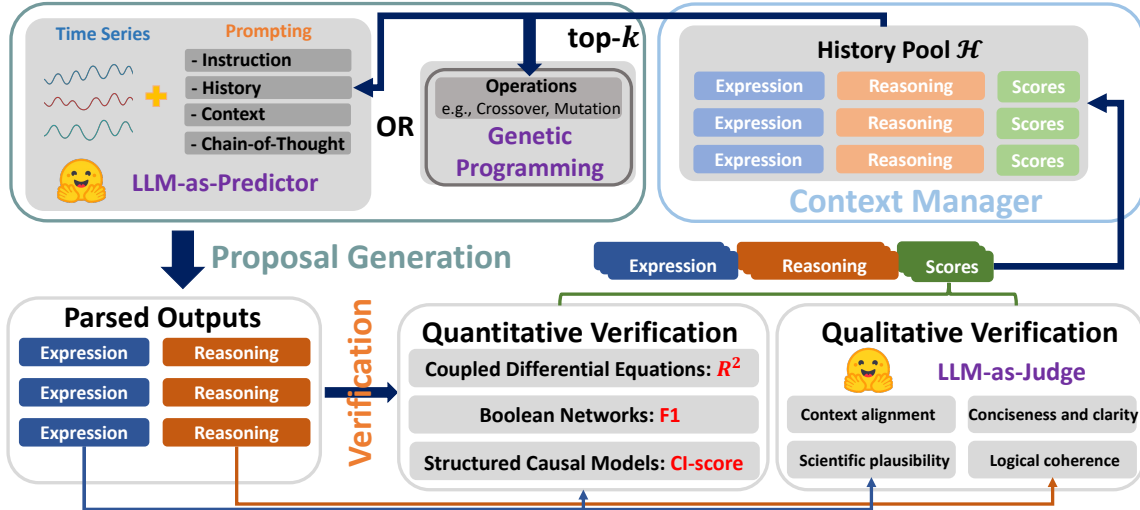 Time Series
Prompting
- Instruction
- History
- Context
- Chain-of-Thought
LLM-as-Predictor
OR
top-k
Operations
e.g., Crossover, Mutation
Genetic
Programming
History Pool ℋ
Expression Reasoning Scores
Expression Reasoning Scores
Expression Reasoning Scores
Context Manager
Proposal Generation
Expression Reasoning Scores
Parsed Outputs
Expression Reasoning
Expression Reasoning
Expression Reasoning
Verification
Quantitative Verification
Coupled Differential Equations: R²
Boolean Networks: F1
Structured Causal Models: CI-score
Qualitative Verification
LLM-as-Judge
Context alignment
Conciseness and clarity
Scientific plausibility
Logical coherence